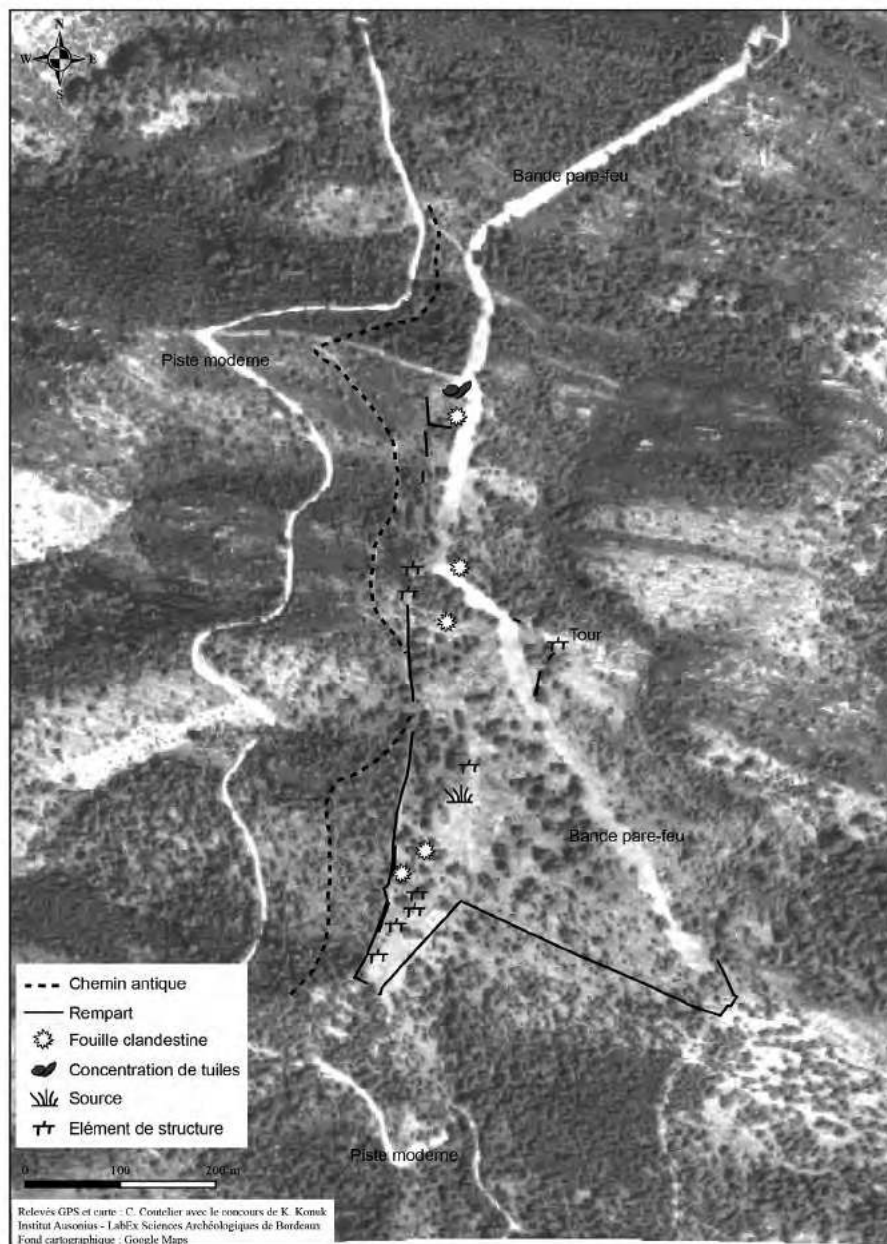 N
W E
S
Bande pare-feu
Piste moderne
Tour
Bande pare-feu
Chemin antique
Rempart
Fouille clandestine
Concentration de tuiles
Source
Elément de structure
Piste moderne
0 100 200 m
Relevés GPS et carte : C. Coutelier avec le concours de K. Konuk
Institut Ausonius - LabEx Sciences Archéologiques de Bordeaux
Fond cartographique : Google Maps